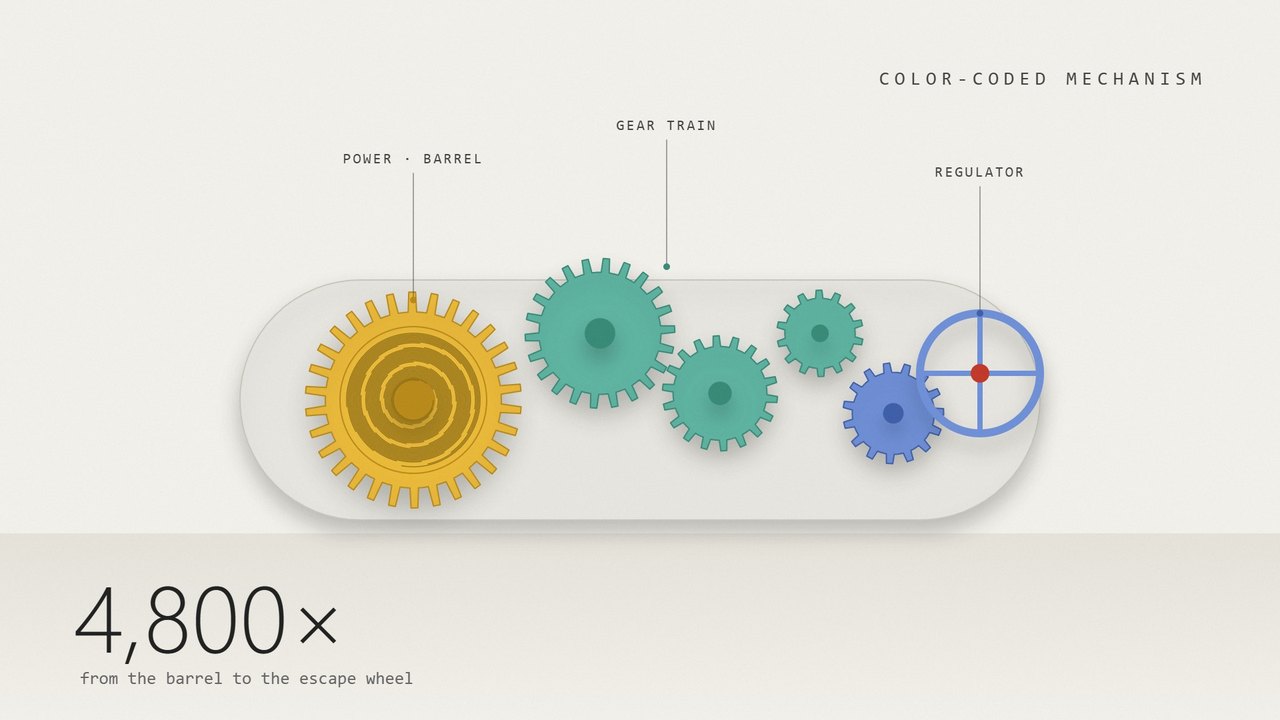 COLOR-CODED MECHANISM
GEAR TRAIN
POWER · BARREL
REGULATOR
4,800×
from the barrel to the escape wheel